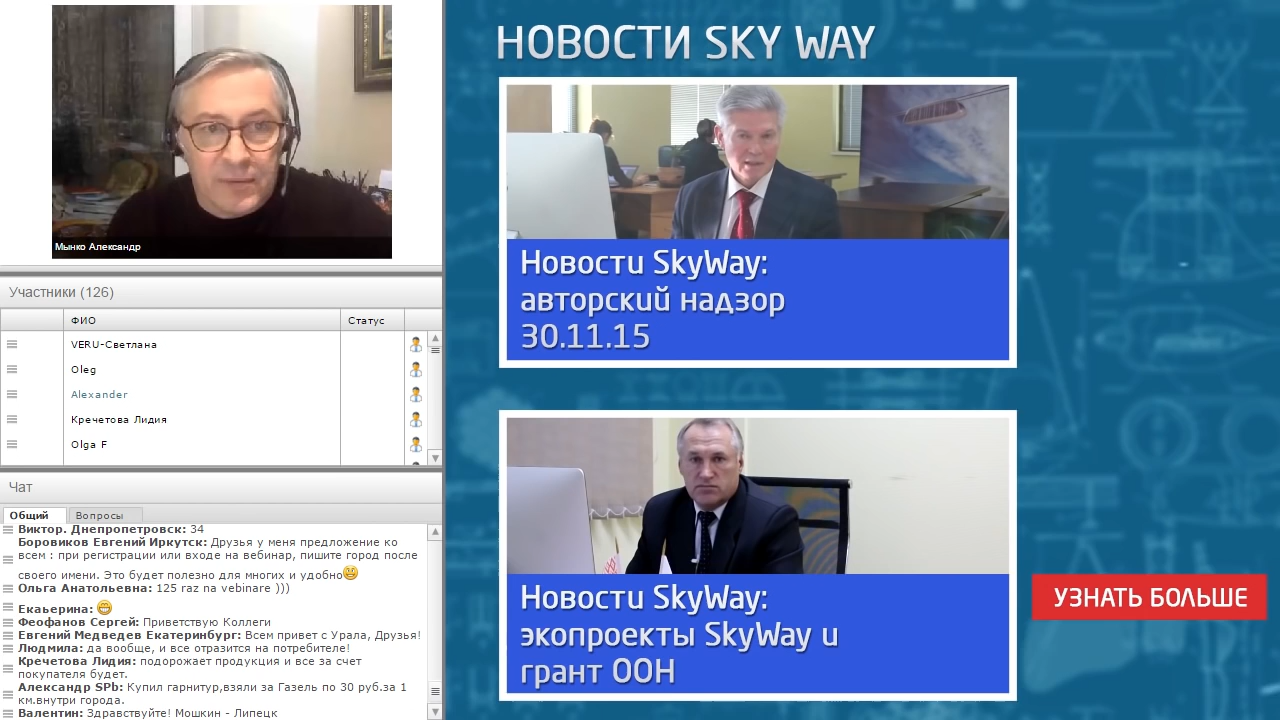 Мынко Александр
Участники (126)
ФИО
Статус
VERU-Светлана
Oleg
Alexander
Кречетова Лидия
Olga F
Чат
Общий
Вопросы
Виктор. Днепропетровск: 34
Боровиков Евгений Иркутск: Друзья у меня предложение ко
всем : при регистрации или входе на вебинар, пишите город после
своего имени. Это будет полезно для многих и удобно
Ольга Анатольевна: 125 raz na vebinare )))
Екаьерина:
Феофанов Сергей: Приветствую Коллеги
Евгений Медведев Екатеринбург: Всем привет с Урала, Друзья!
Людмила: да вообще, и все отразится на потребителе!
Кречетова Лидия: подорожает продукция и все за счет
покупателя будет.
Александр SPb: Купил гарнитур,взяли за Газель по 30 руб.за 1
км.внутри города.
Валентин: Здравствуйте! Мошкин - Липецк
НОВОСТИ SKY WAY
Новости SkyWay:
авторский надзор
30.11.15
Новости SkyWay:
экопроекты SkyWay и
грант ООН
УЗНАТЬ БОЛЬШЕ